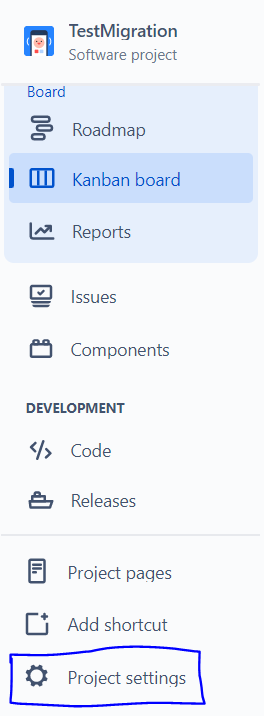 TestMigration
Software project
Board
Roadmap
Kanban board
Reports
Issues
Components
DEVELOPMENT
Code
Releases
Project pages
Add shortcut
Project settings